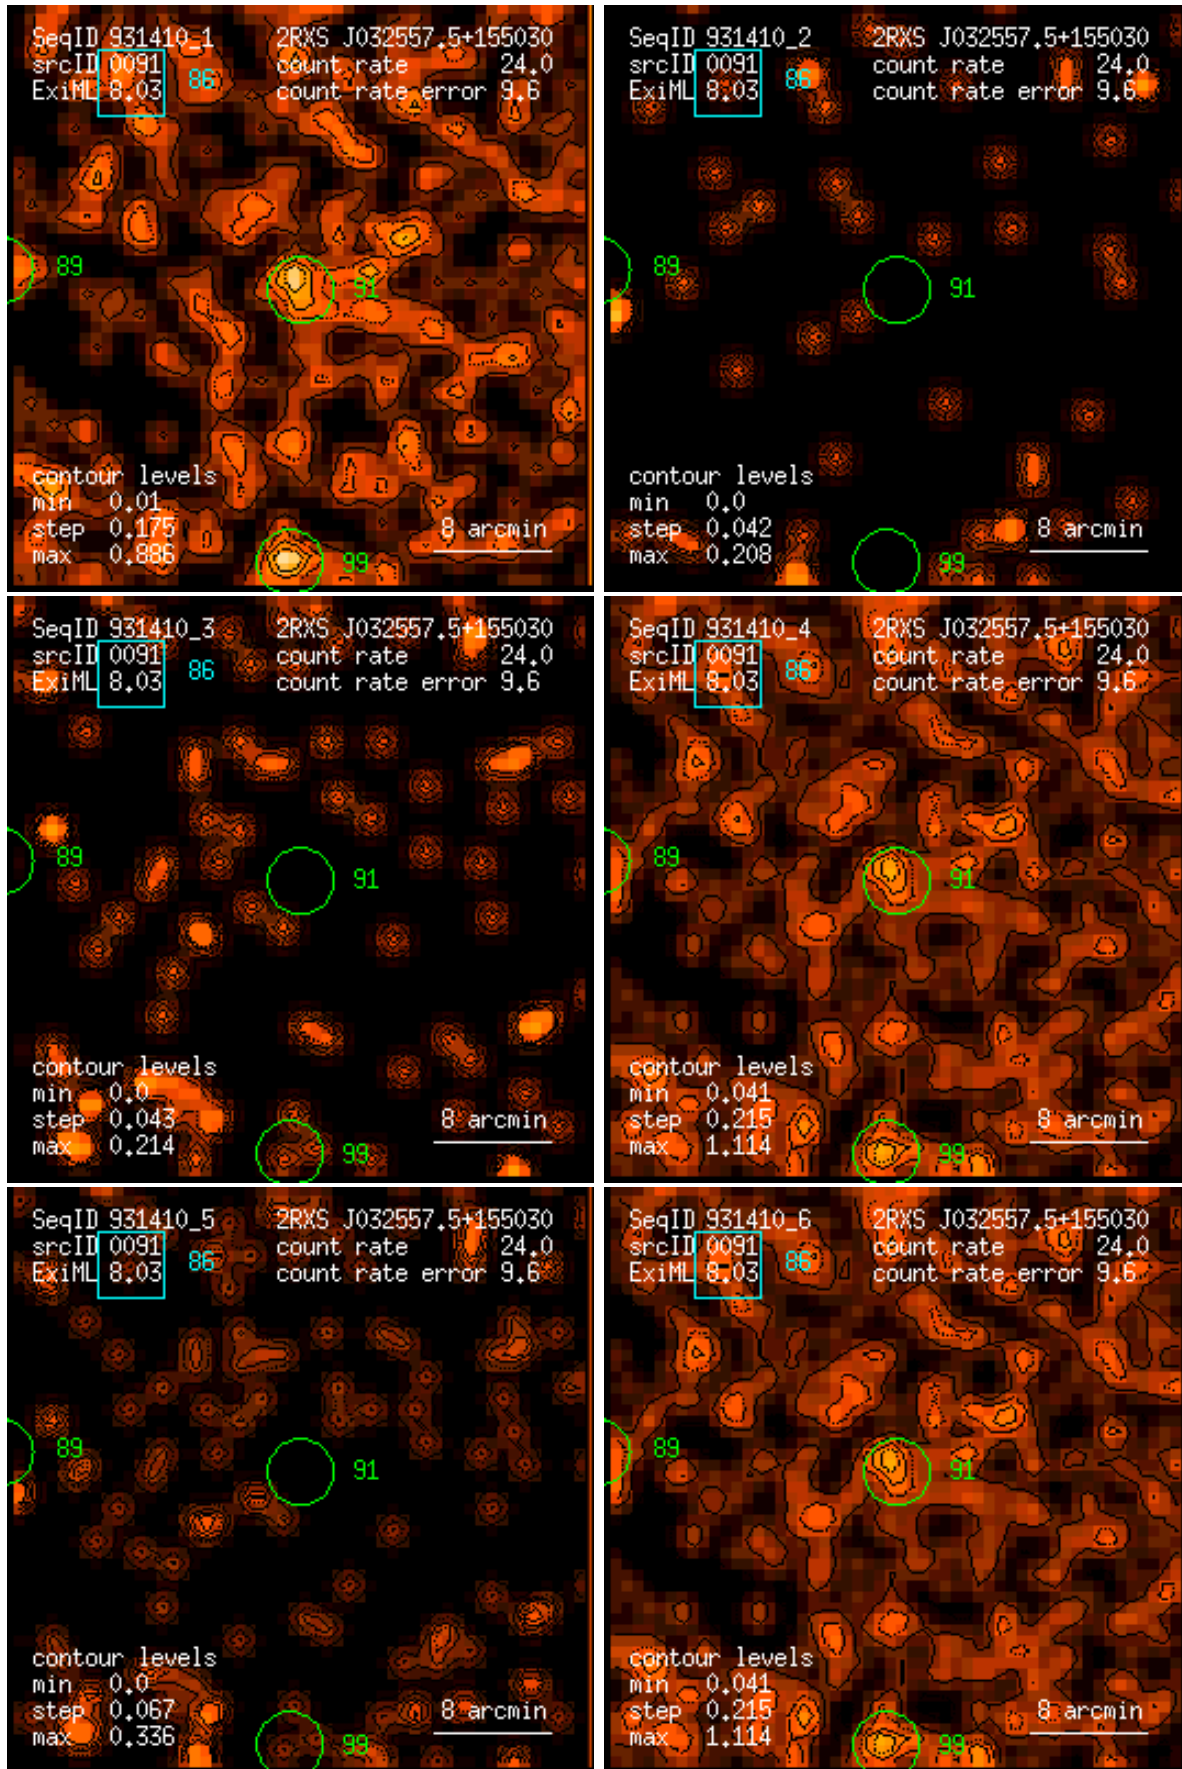 SeqID 931410_1 2RXS J032557.5+155030
srcID 0091 86 count rate 24.0
ExiML 8.03 count rate error 9.6
89
91
contour levels
min 0.01
step 0.175 8 arcmin
max 0.886 99
SeqID 931410_2 2RXS J032557.5+155030
srcID 0091 86 count rate 24.0
ExiML 8.03 count rate error 9.6
89
91
contour levels
min 0.0
step 0.042 8 arcmin
max 0.208 99
SeqID 931410_3 2RXS J032557.5+155030
srcID 0091 86 count rate 24.0
ExiML 8.03 count rate error 9.6
89
91
contour levels
min 0.0
step 0.043 8 arcmin
max 0.214 99
SeqID 931410_4 2RXS J032557.5+155030
srcID 0091 86 count rate 24.0
ExiML 8.03 count rate error 9.6
89
91
contour levels
min 0.041
step 0.215 8 arcmin
max 1.114 99
SeqID 931410_5 2RXS J032557.5+155030
srcID 0091 86 count rate 24.0
ExiML 8.03 count rate error 9.6
89
91
contour levels
min 0.0
step 0.067 8 arcmin
max 0.336 99
SeqID 931410_6 2RXS J032557.5+155030
srcID 0091 86 count rate 24.0
ExiML 8.03 count rate error 9.6
89
91
contour levels
min 0.041
step 0.215 8 arcmin
max 1.114 99